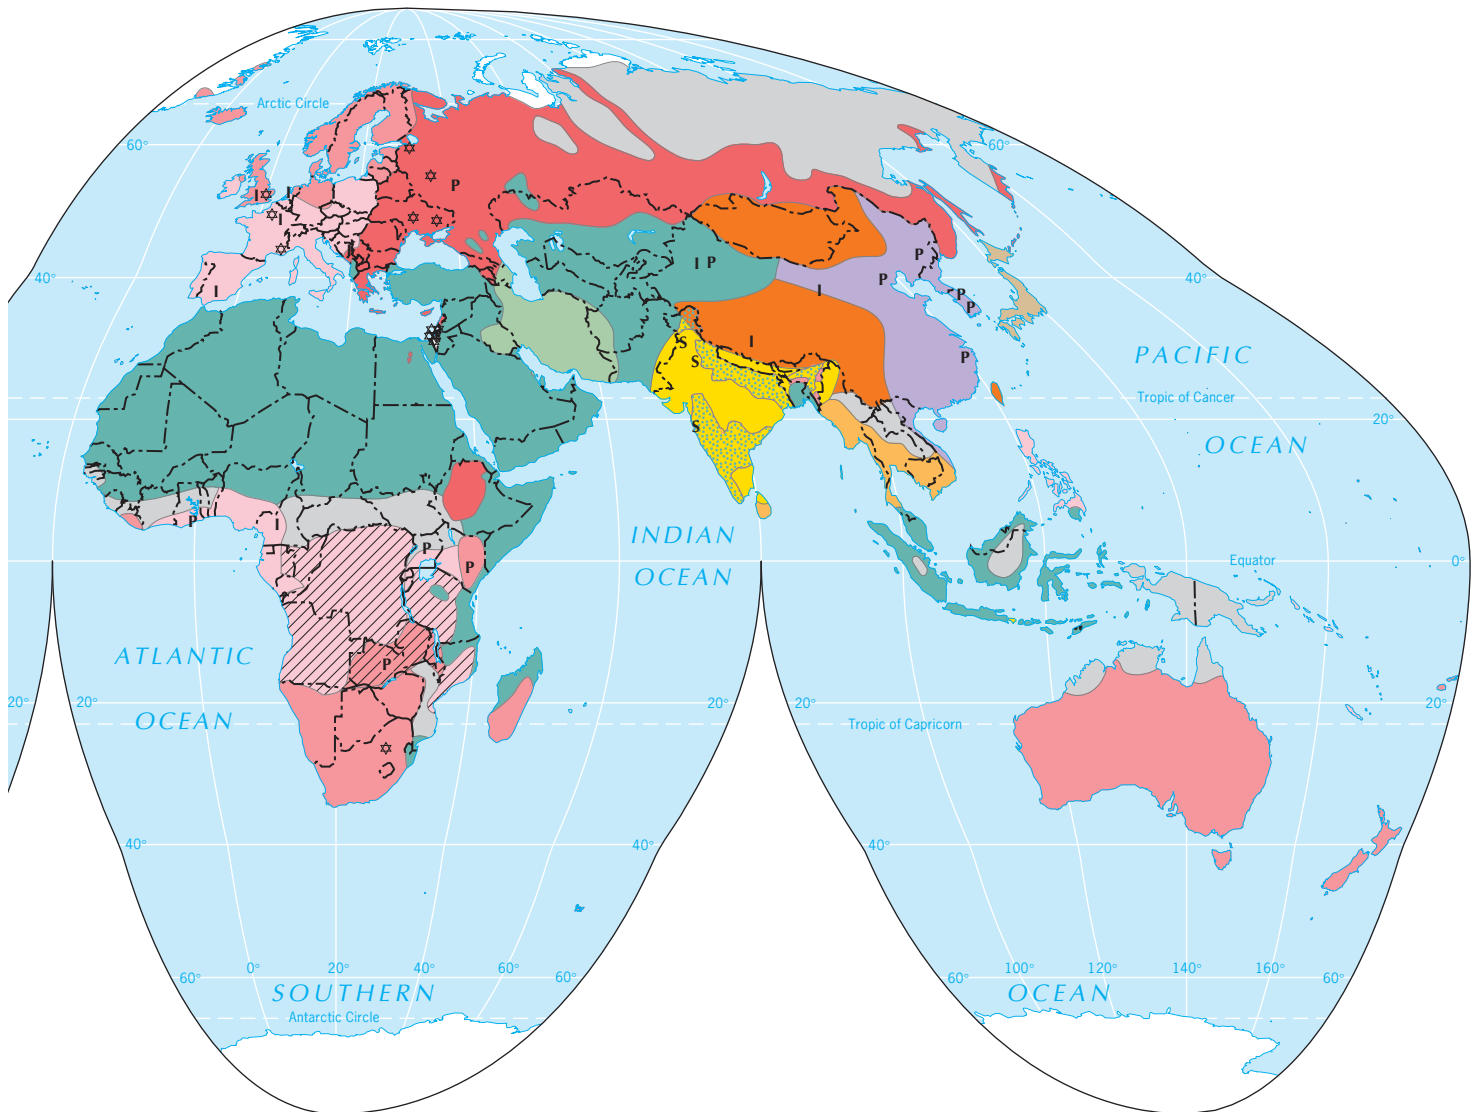 Arctic Circle
60°
60°
P
I
I
I
P
P
40°
I
I P
I
P
P
P
40°
P
S
S
I
P
PACIFIC
Tropic of Cancer
S
20°
OCEAN
P
I
INDIAN
P
P
OCEAN
Equator
0°
ATLANTIC
P
20°
20°
OCEAN
20°
20°
Tropic of Capricorn
20°
40°
40°
40°
40°
60°
0°
20°
40°
60°
60°
60°
100°
120°
140°
160°
60°
SOUTHERN
OCEAN
Antarctic Circle